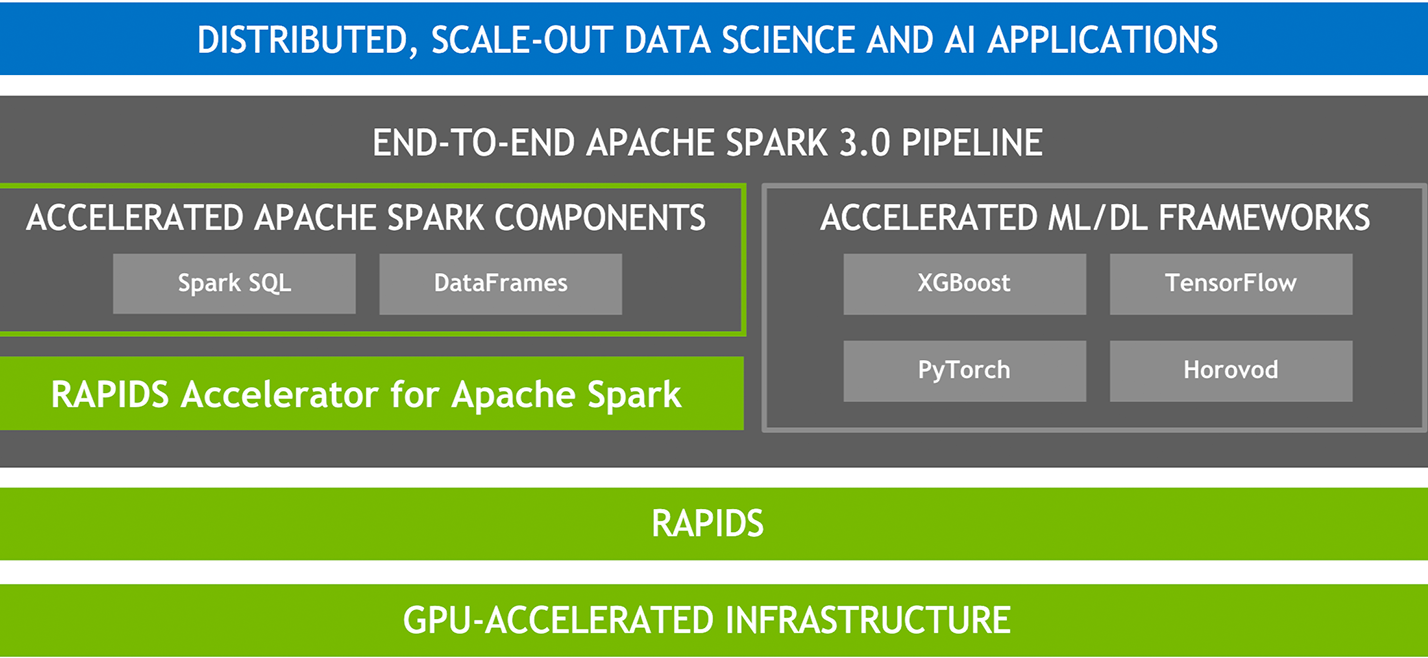 DISTRIBUTED, SCALE-OUT DATA SCIENCE AND AI APPLICATIONS
END-TO-END APACHE SPARK 3.0 PIPELINE
ACCELERATED APACHE SPARK COMPONENTS
Spark SQL
DataFrames
RAPIDS Accelerator for Apache Spark
ACCELERATED ML/DL FRAMEWORKS
XGBoost
TensorFlow
PyTorch
Horovod
RAPIDS
GPU-ACCELERATED INFRASTRUCTURE